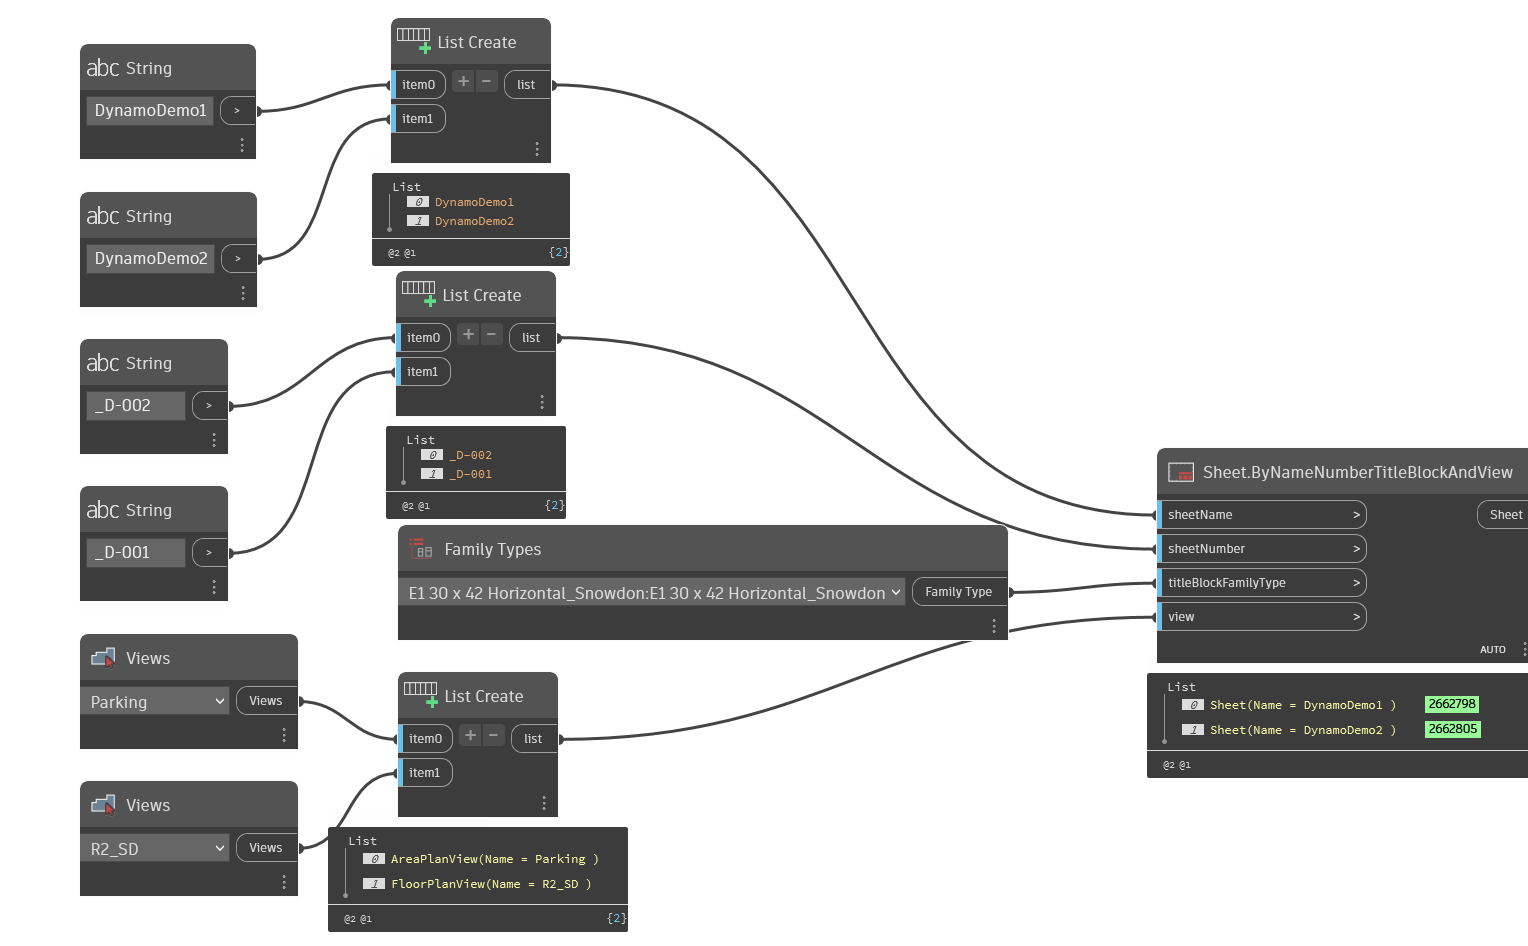 abc String
DynamoDemo1 >
abc String
DynamoDemo2 >
abc String
_D-002 >
abc String
_D-001 >
Views
Parking Views
Views
R2_SD Views
List Create
item0 + − list
item1
List
0 DynamoDemo1
1 DynamoDemo2
@2 @1 {2}
List Create
item0 + − list
item1
List
0 _D-002
1 _D-001
@2 @1 {2}
Family Types
E1 30 x 42 Horizontal_Snowdon:E1 30 x 42 Horizontal_Snowdon Family Type
List Create
item0 + − list
item1
List
0 AreaPlanView(Name = Parking )
1 FloorPlanView(Name = R2_SD )
@2 @1 {2}
Sheet.ByNameNumberTitleBlockAndView
sheetName > Sheet
sheetNumber >
titleBlockFamilyType >
view >
AUTO
List
0 Sheet(Name = DynamoDemo1 ) 2662798
1 Sheet(Name = DynamoDemo2 ) 2662805
@2 @1